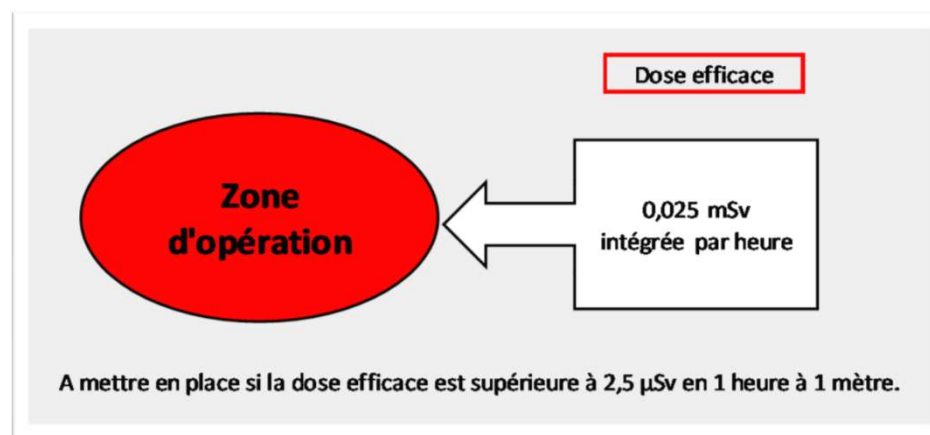 Dose efficace
Zone
d'opération
0,025 mSv
intégrée par heure
A mettre en place si la dose efficace est supérieure à 2,5 µSv en 1 heure à 1 mètre.